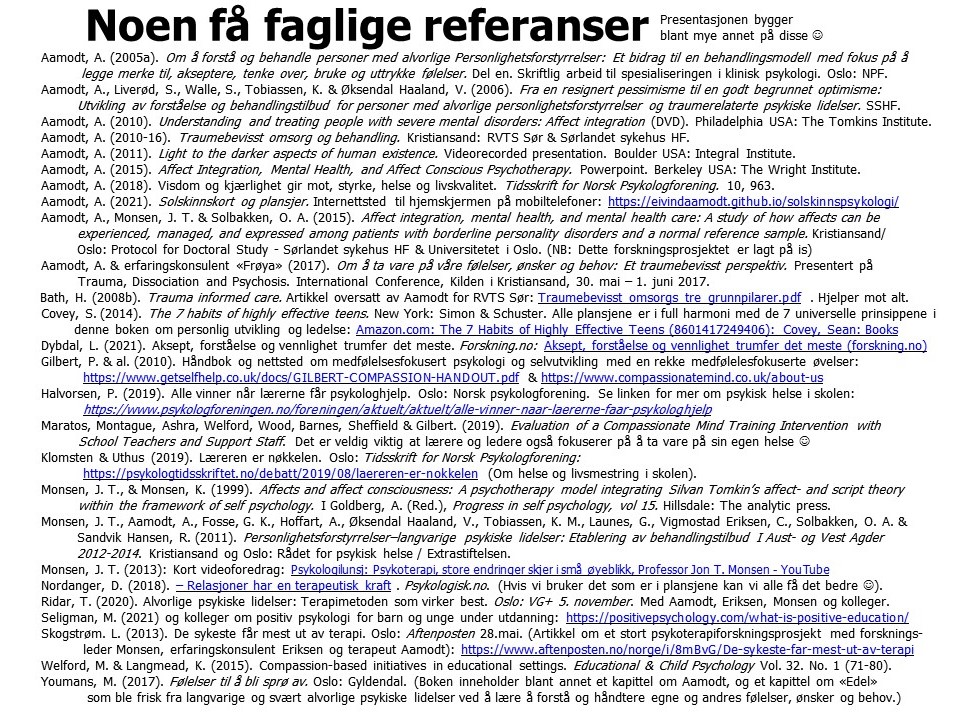 Noen få faglige referanser
Presentasjonen bygger
blant mye annet på disse ☺
Aamodt, A. (2005a). Om å forstå og behandle personer med alvorlige Personlighetsforstyrrelser: Et bidrag til en behandlingsmodell med fokus på å
legge merke til, akseptere, tenke over, bruke og uttrykke følelser. Del en. Skriftlig arbeid til spesialiseringen i klinisk psykologi. Oslo: NPF.
Aamodt, A., Liverød, S., Walle, S., Tobiassen, K. & Øksendal Haaland, V. (2006). Fra en resignert pessimisme til en godt begrunnet optimisme:
Utvikling av forståelse og behandlingstilbud for personer med alvorlige personlighetsforstyrrelser og traumerelaterte psykiske lidelser. SSHF.
Aamodt, A. (2010). Understanding and treating people with severe mental disorders: Affect integration (DVD). Philadelphia USA: The Tomkins Institute.
Aamodt, A. (2010-16). Traumebevisst omsorg og behandling. Kristiansand: RVTS Sør & Sørlandet sykehus HF.
Aamodt, A. (2011). Light to the darker aspects of human existence. Videorecorded presentation. Boulder USA: Integral Institute.
Aamodt, A. (2015). Affect Integration, Mental Health, and Affect Conscious Psychotherapy. Powerpoint. Berkeley USA: The Wright Institute.
Aamodt, A. (2018). Visdom og kjærlighet gir mot, styrke, helse og livskvalitet. Tidsskrift for Norsk Psykologforening. 10, 963.
Aamodt, A. (2021). Solskinnskort og plansjer. Internettsted til hjemskjermen på mobiltelefoner: https://eivindaamodt.github.io/solskinnspsykologi/
Aamodt, A., Monsen, J. T. & Solbakken, O. A. (2015). Affect integration, mental health, and mental health care: A study of how affects can be
experienced, managed, and expressed among patients with borderline personality disorders and a normal reference sample. Kristiansand/
Oslo: Protocol for Doctoral Study - Sørlandet sykehus HF & Universitetet i Oslo. (NB: Dette forskningsprosjektet er lagt på is)
Aamodt, A. & erfaringskonsulent «Frøya» (2017). Om å ta vare på våre følelser, ønsker og behov: Et traumebevisst perspektiv. Presentert på
Trauma, Dissociation and Psychosis. International Conference, Kilden i Kristiansand, 30. mai – 1. juni 2017.
Bath, H. (2008b). Trauma informed care. Artikkel oversatt av Aamodt for RVTS Sør: Traumebevisst omsorgs tre grunnpilarer.pdf . Hjelper mot alt.
Covey, S. (2014). The 7 habits of highly effective teens. New York: Simon & Schuster. Alle plansjene er i full harmoni med de 7 universelle prinsippene i
denne boken om personlig utvikling og ledelse: Amazon.com: The 7 Habits of Highly Effective Teens (8601417249406): Covey, Sean: Books
Dybdal, L. (2021). Aksept, forståelse og vennlighet trumfer det meste. Forskning.no: Aksept, forståelse og vennlighet trumfer det meste (forskning.no)
Gilbert, P. & al. (2010). Håndbok og nettsted om medfølelsesfokusert psykologi og selvutvikling med en rekke medfølelesfokuserte øvelser:
https://www.getselfhelp.co.uk/docs/GILBERT-COMPASSION-HANDOUT.pdf & https://www.compassionatemind.co.uk/about-us
Halvorsen, P. (2019). Alle vinner når lærerne får psykologhjelp. Oslo: Norsk psykologforening. Se linken for mer om psykisk helse i skolen:
https://www.psykologforeningen.no/foreningen/aktuelt/aktuelt/alle-vinner-naar-laererne-faar-psykologhjelp
Maratos, Montague, Ashra, Welford, Wood, Barnes, Sheffield & Gilbert. (2019). Evaluation of a Compassionate Mind Training Intervention with
School Teachers and Support Staff. Det er veldig viktig at lærere og ledere også fokuserer på å ta vare på sin egen helse ☺
Klomsten & Uthus (2019). Læreren er nøkkelen. Oslo: Tidsskrift for Norsk Psykologforening:
https://psykologtidsskriftet.no/debatt/2019/08/laereren-er-nokkelen (Om helse og livsmestring i skolen).
Monsen, J. T., & Monsen, K. (1999). Affects and affect consciousness: A psychotherapy model integrating Silvan Tomkin's affect- and script theory
within the framework of self psychology. I Goldberg, A. (Red.), Progress in self psychology, vol 15. Hillsdale: The analytic press.
Monsen, J. T., Aamodt, A., Fosse, G. K., Hoffart, A., Øksendal Haaland, V., Tobiassen, K. M., Launes, G., Vigmostad Eriksen, C., Solbakken, O. A. &
Sandvik Hansen, R. (2011). Personlighetsforstyrrelser–langvarige psykiske lidelser: Etablering av behandlingstilbud I Aust- og Vest Agder
2012-2014. Kristiansand og Oslo: Rådet for psykisk helse / Extrastiftelsen.
Monsen, J. T. (2013): Kort videoforedrag: Psykologilunsj: Psykoterapi, store endringer skjer i små øyeblikk, Professor Jon T. Monsen - YouTube
Nordanger, D. (2018). – Relasjoner har en terapeutisk kraft . Psykologisk.no. (Hvis vi bruker det som er i plansjene kan vi alle få det bedre ☺).
Ridar, T. (2020). Alvorlige psykiske lidelser: Terapimetoden som virker best. Oslo: VG+ 5. november. Med Aamodt, Eriksen, Monsen og kolleger.
Seligman, M. (2021) og kolleger om positiv psykologi for barn og unge under utdanning: https://positivepsychology.com/what-is-positive-education/
Skogstrøm. L. (2013). De sykeste får mest ut av terapi. Oslo: Aftenposten 28.mai. (Artikkel om et stort psykoterapiforskningsprosjekt med forsknings-
leder Monsen, erfaringskonsulent Eriksen og terapeut Aamodt): https://www.aftenposten.no/norge/i/8mBvG/De-sykeste-far-mest-ut-av-terapi
Welford, M. & Langmead, K. (2015). Compassion-based initiatives in educational settings. Educational & Child Psychology Vol. 32. No. 1 (71-80).
Youmans, M. (2017). Følelser til å bli sprø av. Oslo: Gyldendal. (Boken inneholder blant annet et kapittel om Aamodt, og et kapittel om «Edel»
som ble frisk fra langvarige og svært alvorlige psykiske lidelser ved å lære å forstå og håndtere egne og andres følelser, ønsker og behov.)